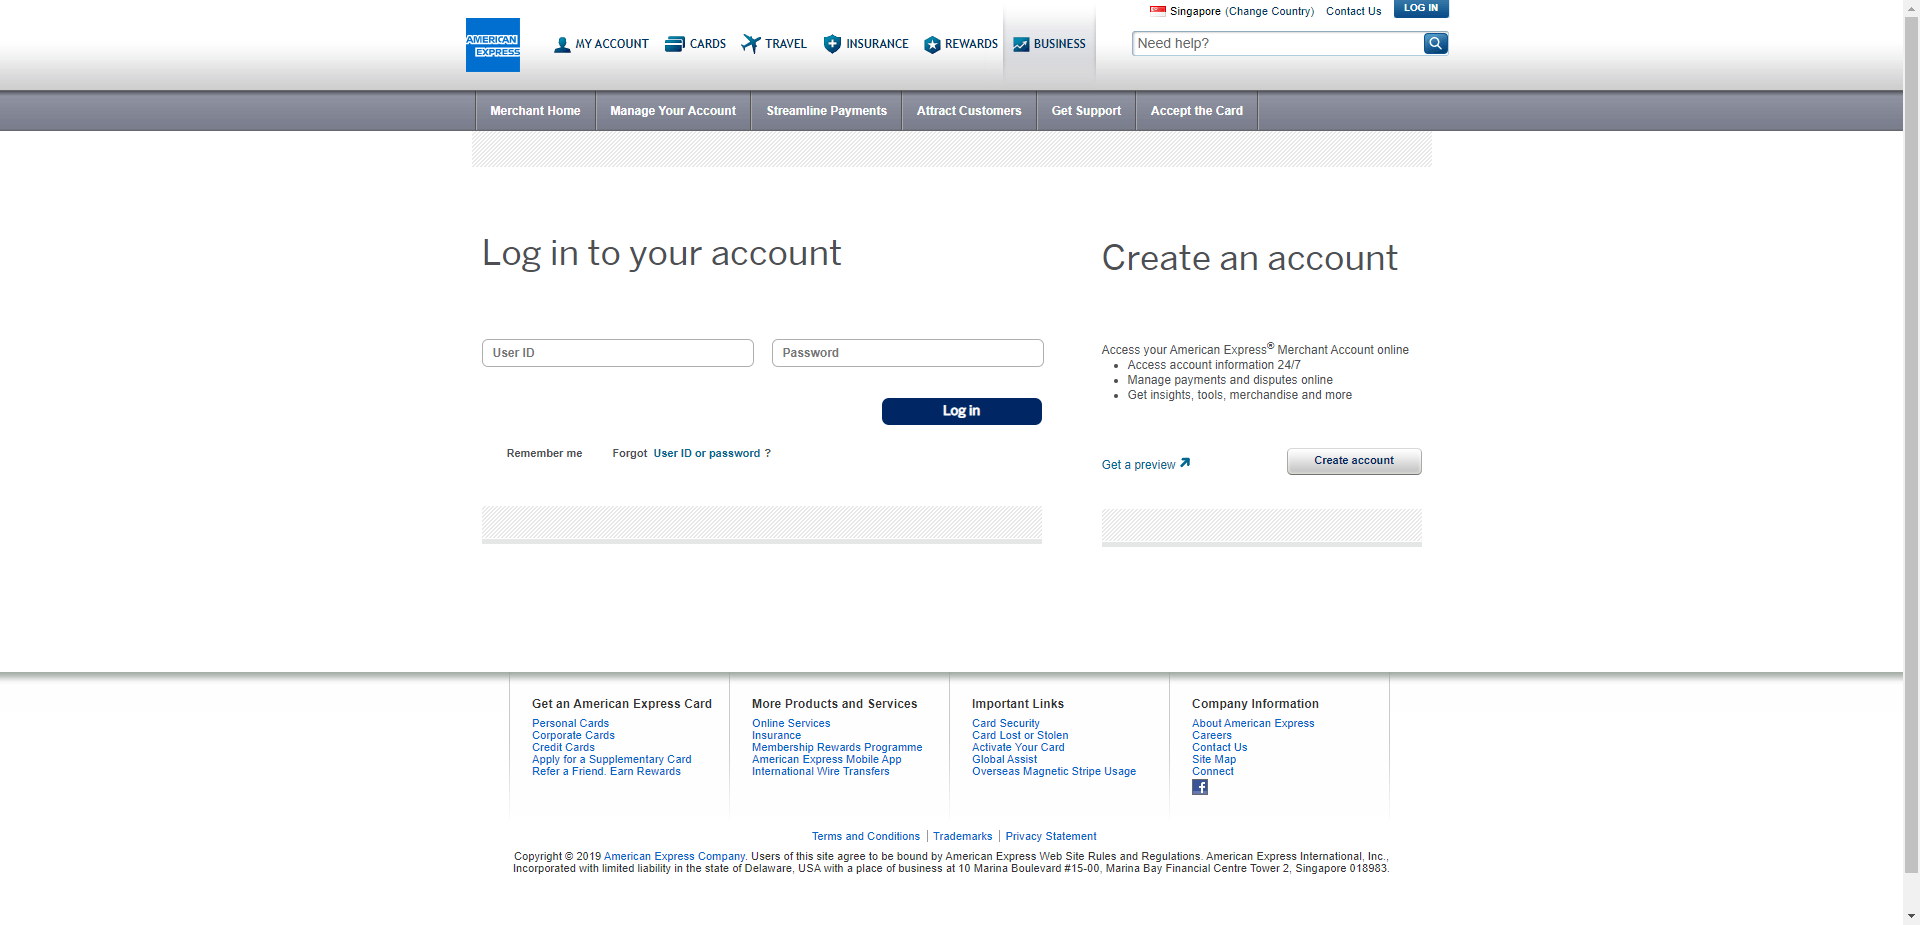 Singapore (Change Country) Contact Us LOG IN
AMERICAN
EXPRESS
MY ACCOUNT CARDS TRAVEL INSURANCE REWARDS BUSINESS
Need help?
Merchant Home Manage Your Account Streamline Payments Attract Customers Get Support Accept the Card
Log in to your account
User ID Password
Log in
Remember me Forgot User ID or password ?
Create an account
Access your American Express® Merchant Account online
• Access account information 24/7
• Manage payments and disputes online
• Get insights, tools, merchandise and more
Get a preview Create account
Get an American Express Card
Personal Cards
Corporate Cards
Credit Cards
Apply for a Supplementary Card
Refer a Friend. Earn Rewards
More Products and Services
Online Services
Insurance
Membership Rewards Programme
American Express Mobile App
International Wire Transfers
Important Links
Card Security
Card Lost or Stolen
Activate Your Card
Global Assist
Overseas Magnetic Stripe Usage
Company Information
About American Express
Careers
Contact Us
Site Map
Connect
f
Terms and Conditions | Trademarks | Privacy Statement
Copyright © 2019 American Express Company. Users of this site agree to be bound by American Express Web Site Rules and Regulations. American Express International, Inc.,
Incorporated with limited liability in the state of Delaware, USA with a place of business at 10 Marina Boulevard #15-00, Marina Bay Financial Centre Tower 2, Singapore 018983.